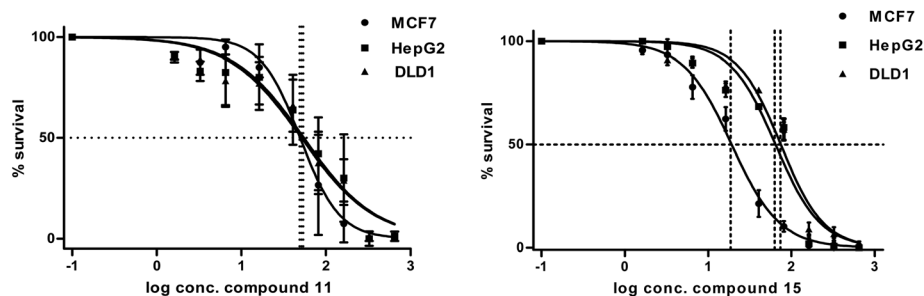 MCF7
HepG2
DLD1
100
50
0
% survival
-1 0 1 2 3
log conc. compound 11
MCF7
HepG2
DLD1
100
50
0
% survival
-1 0 1 2 3
log conc. compound 15